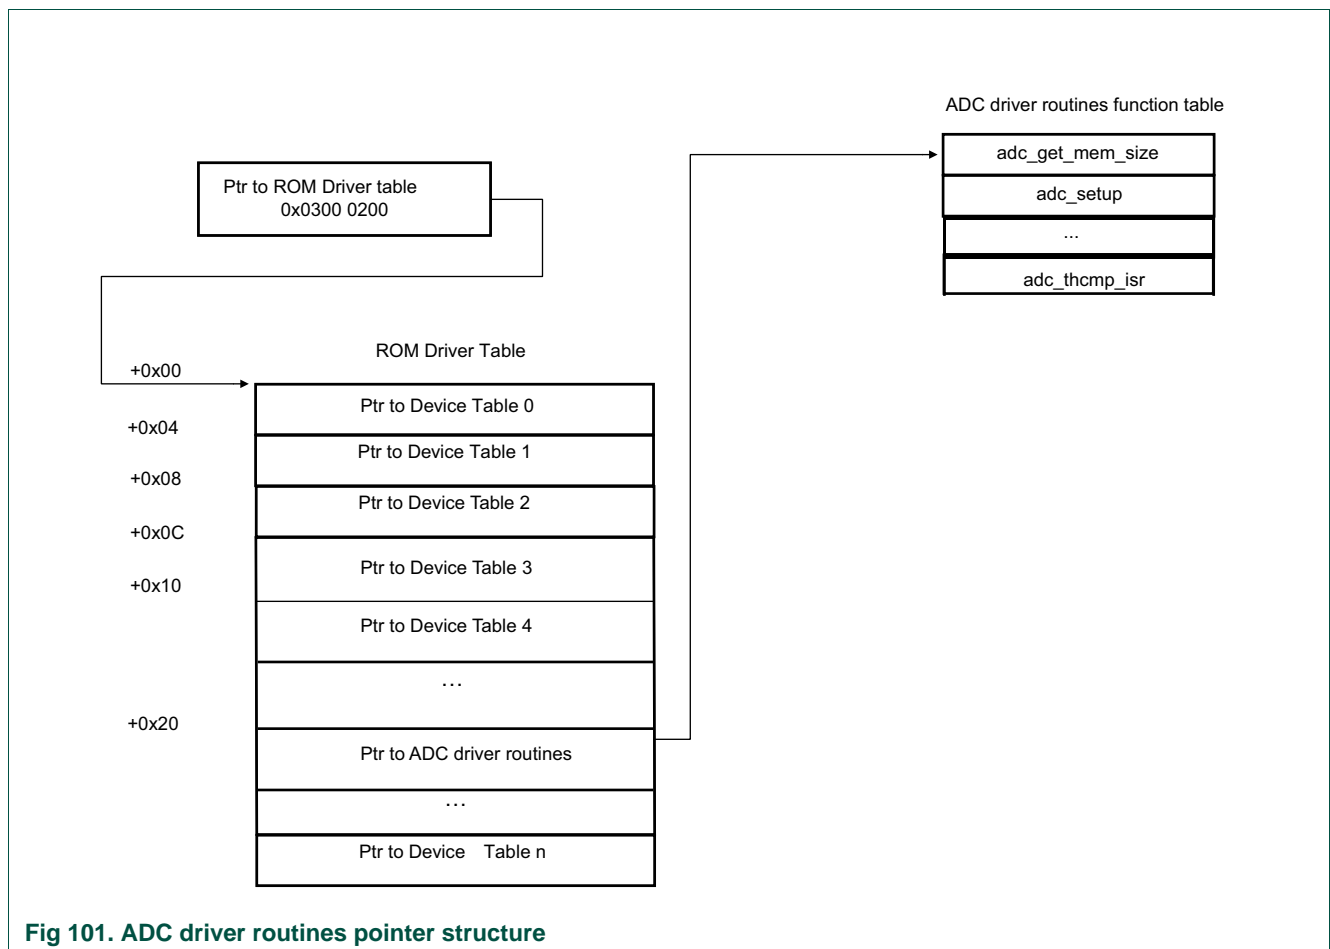 ADC driver routines function table
adc_get_mem_size
adc_setup
...
adc_thcmp_isr
Ptr to ROM Driver table
0x0300 0200
ROM Driver Table
+0x00
Ptr to Device Table 0
+0x04
Ptr to Device Table 1
+0x08
Ptr to Device Table 2
+0x0C
Ptr to Device Table 3
+0x10
Ptr to Device Table 4
...
+0x20
Ptr to ADC driver routines
...
Ptr to Device Table n
Fig 101. ADC driver routines pointer structure